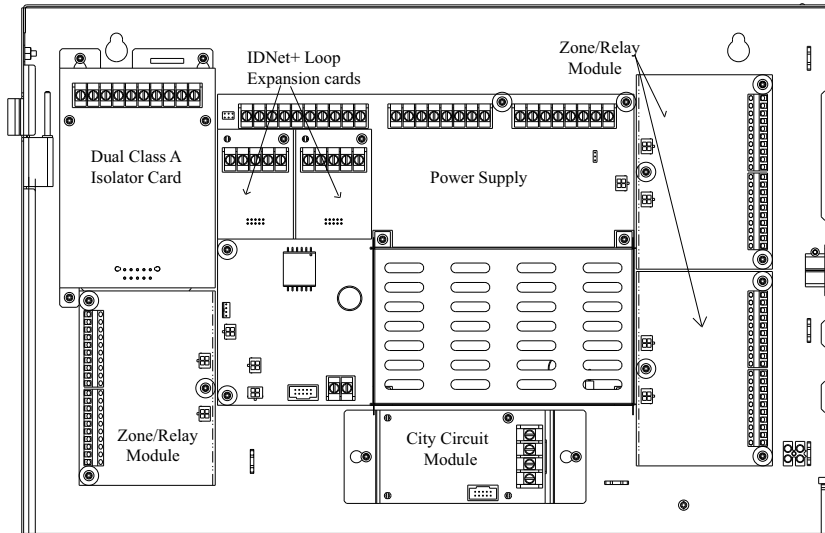 IDNet+ Loop
Expansion cards
Zone/Relay
Module
Dual Class A
Isolator Card
Power Supply
Zone/Relay
Module
City Circuit
Module